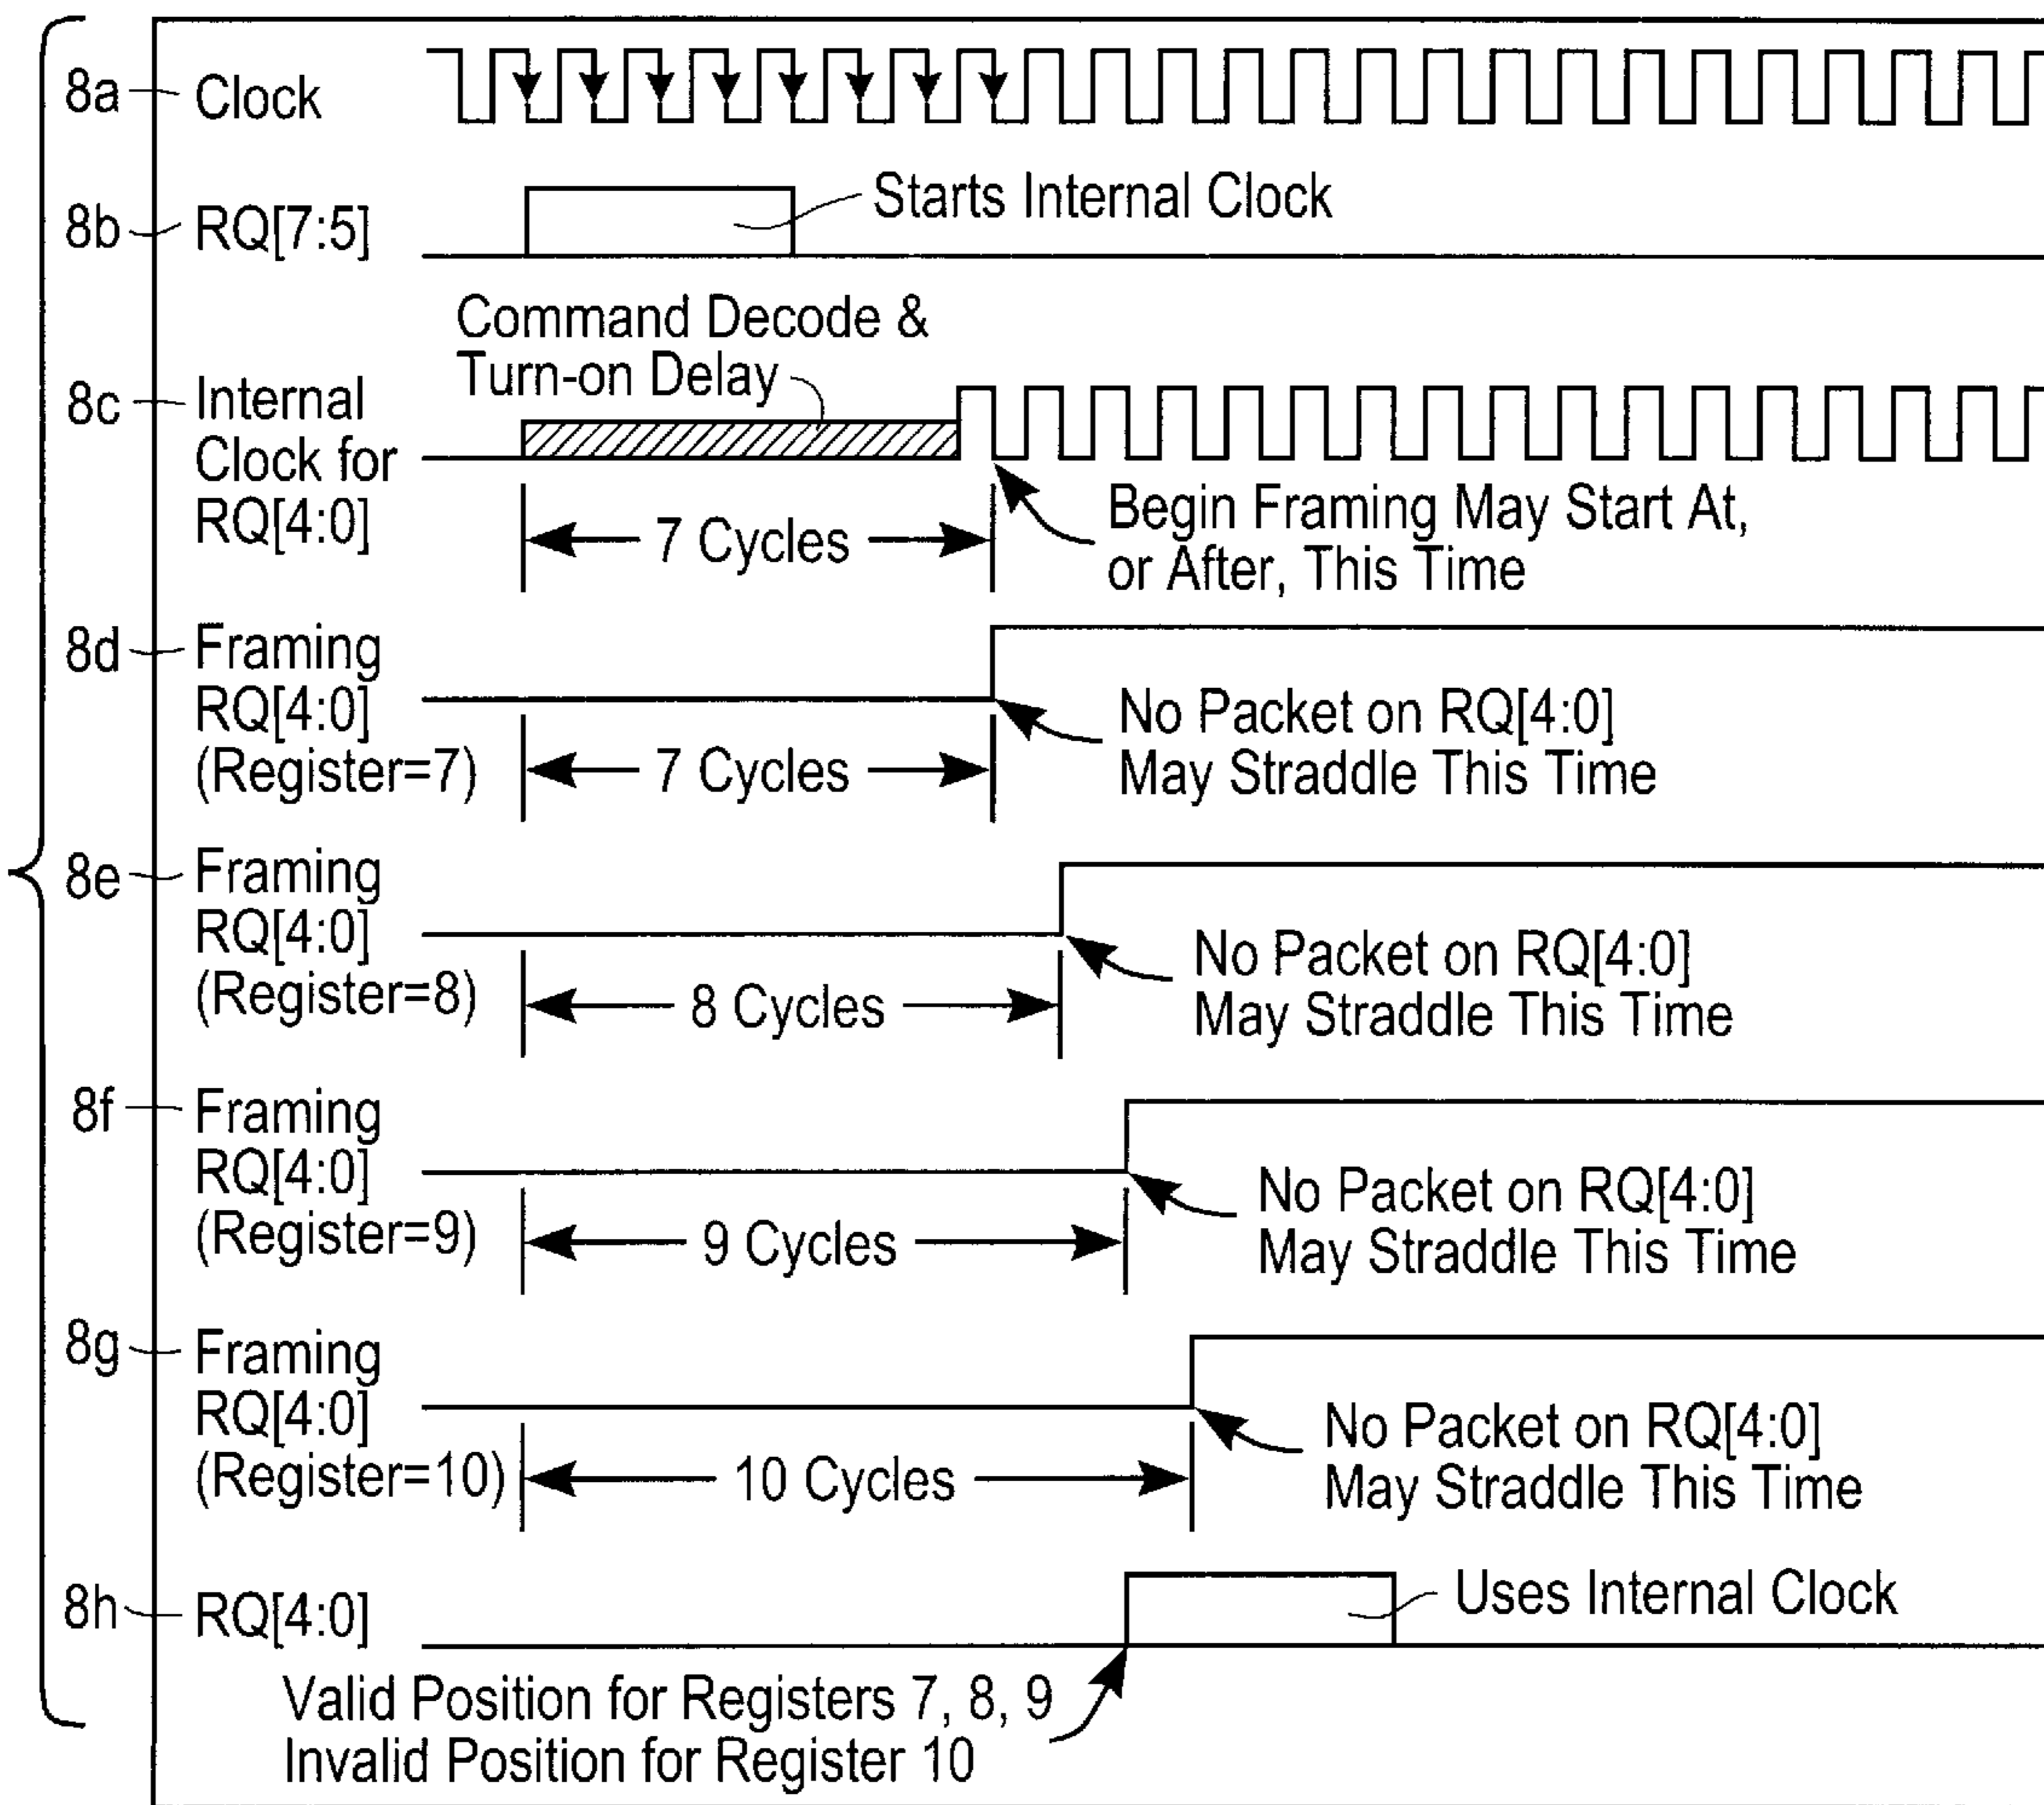 8a
Clock
8b
RQ[7:5]
Starts Internal Clock
Command Decode &
Turn-on Delay
8c
Internal
Clock for
RQ[4:0]
7 Cycles
Begin Framing May Start At,
or After, This Time
8d
Framing
RQ[4:0]
(Register=7)
7 Cycles
No Packet on RQ[4:0]
May Straddle This Time
8e
Framing
RQ[4:0]
(Register=8)
8 Cycles
No Packet on RQ[4:0]
May Straddle This Time
8f
Framing
RQ[4:0]
(Register=9)
9 Cycles
No Packet on RQ[4:0]
May Straddle This Time
8g
Framing
RQ[4:0]
(Register=10)
10 Cycles
No Packet on RQ[4:0]
May Straddle This Time
8h
RQ[4:0]
Uses Internal Clock
Valid Position for Registers 7, 8, 9
Invalid Position for Register 10